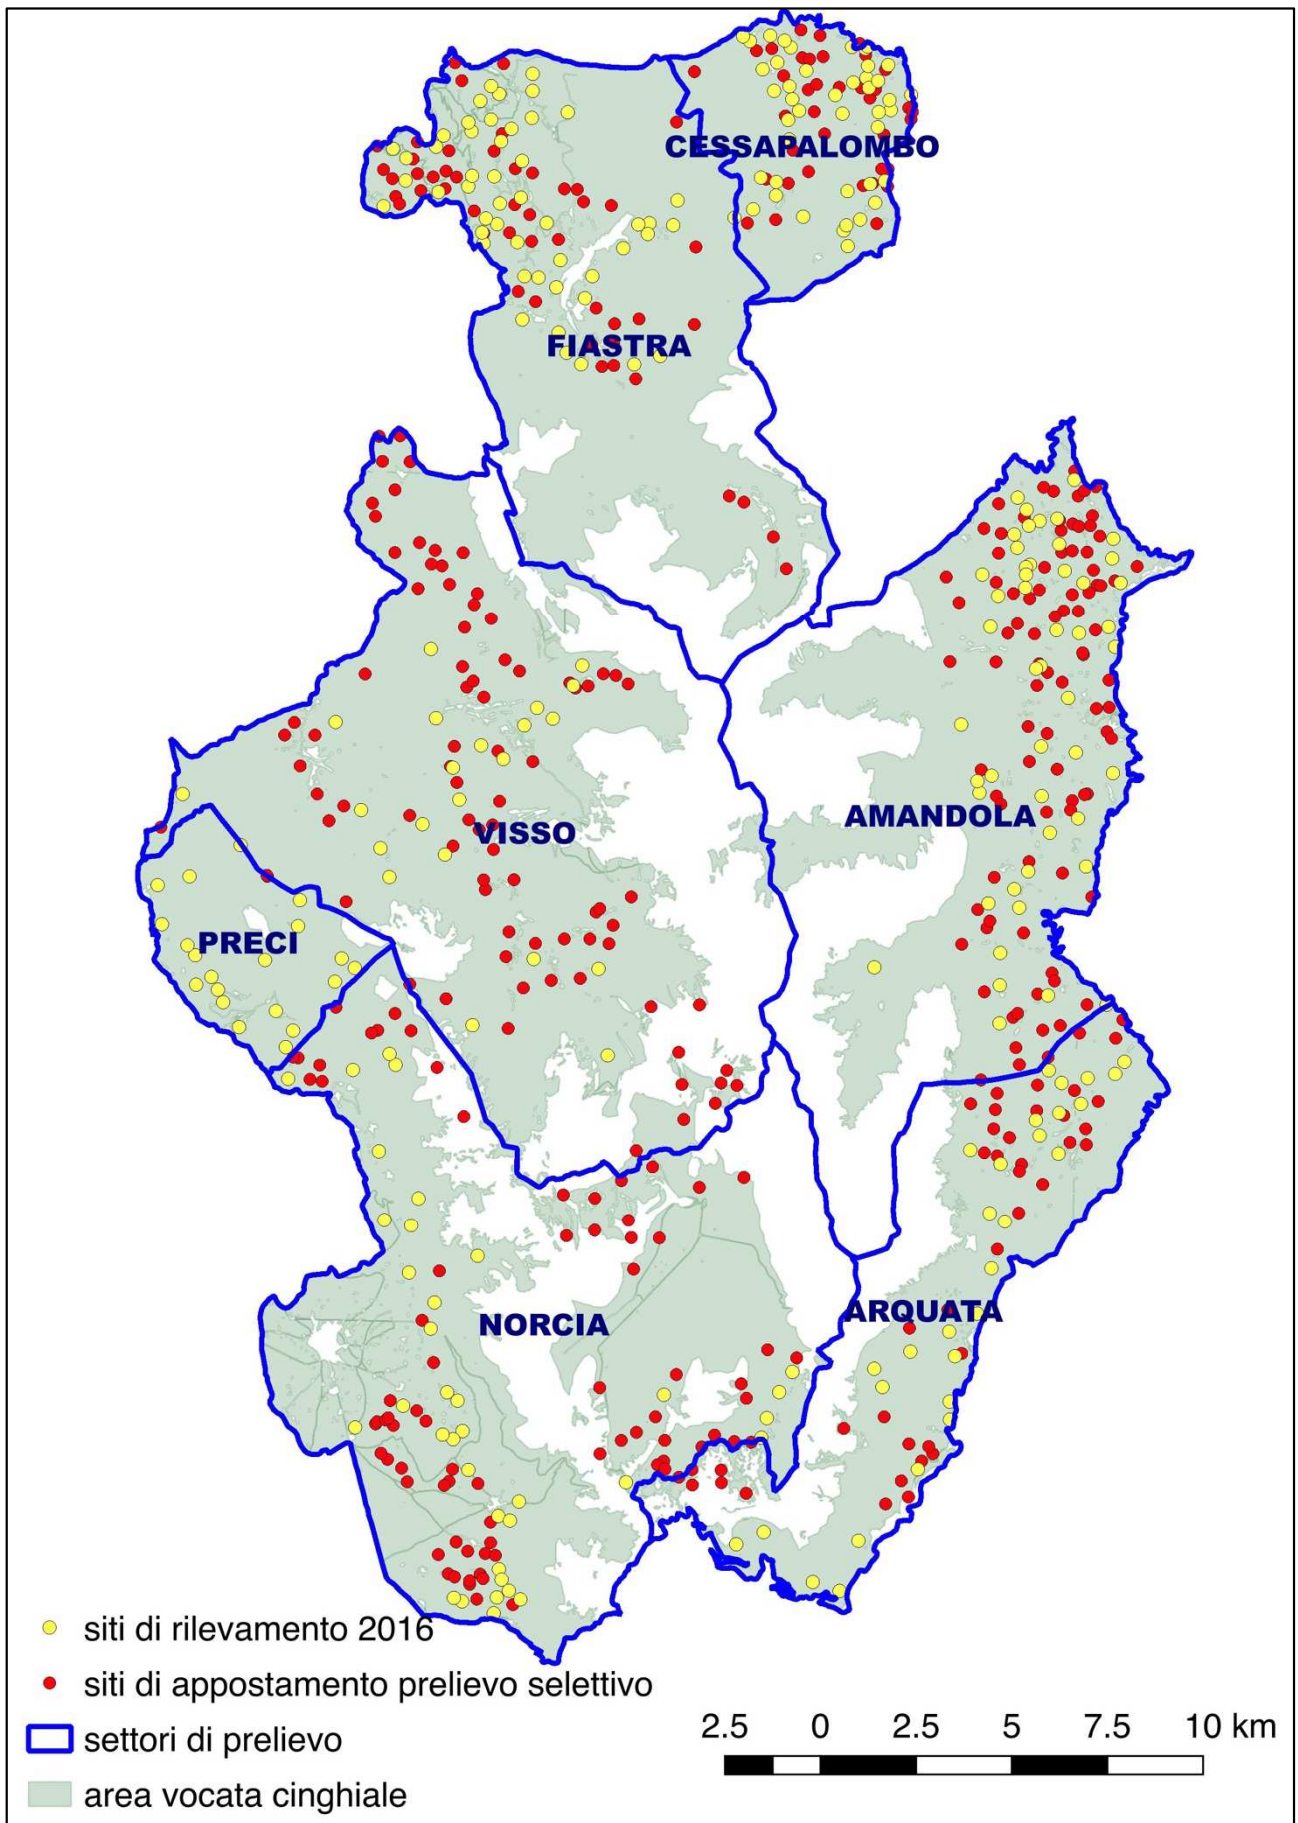 CESSAPALOMBO
FIASTRA
AMANDOLA
VISSO
PRECI
ARQUATA
NORCIA
siti di rilevamento 2016
siti di appostamento prelievo selettivo
settori di prelievo
area vocata cinghiale
2.5 0 2.5 5 7.5 10 km